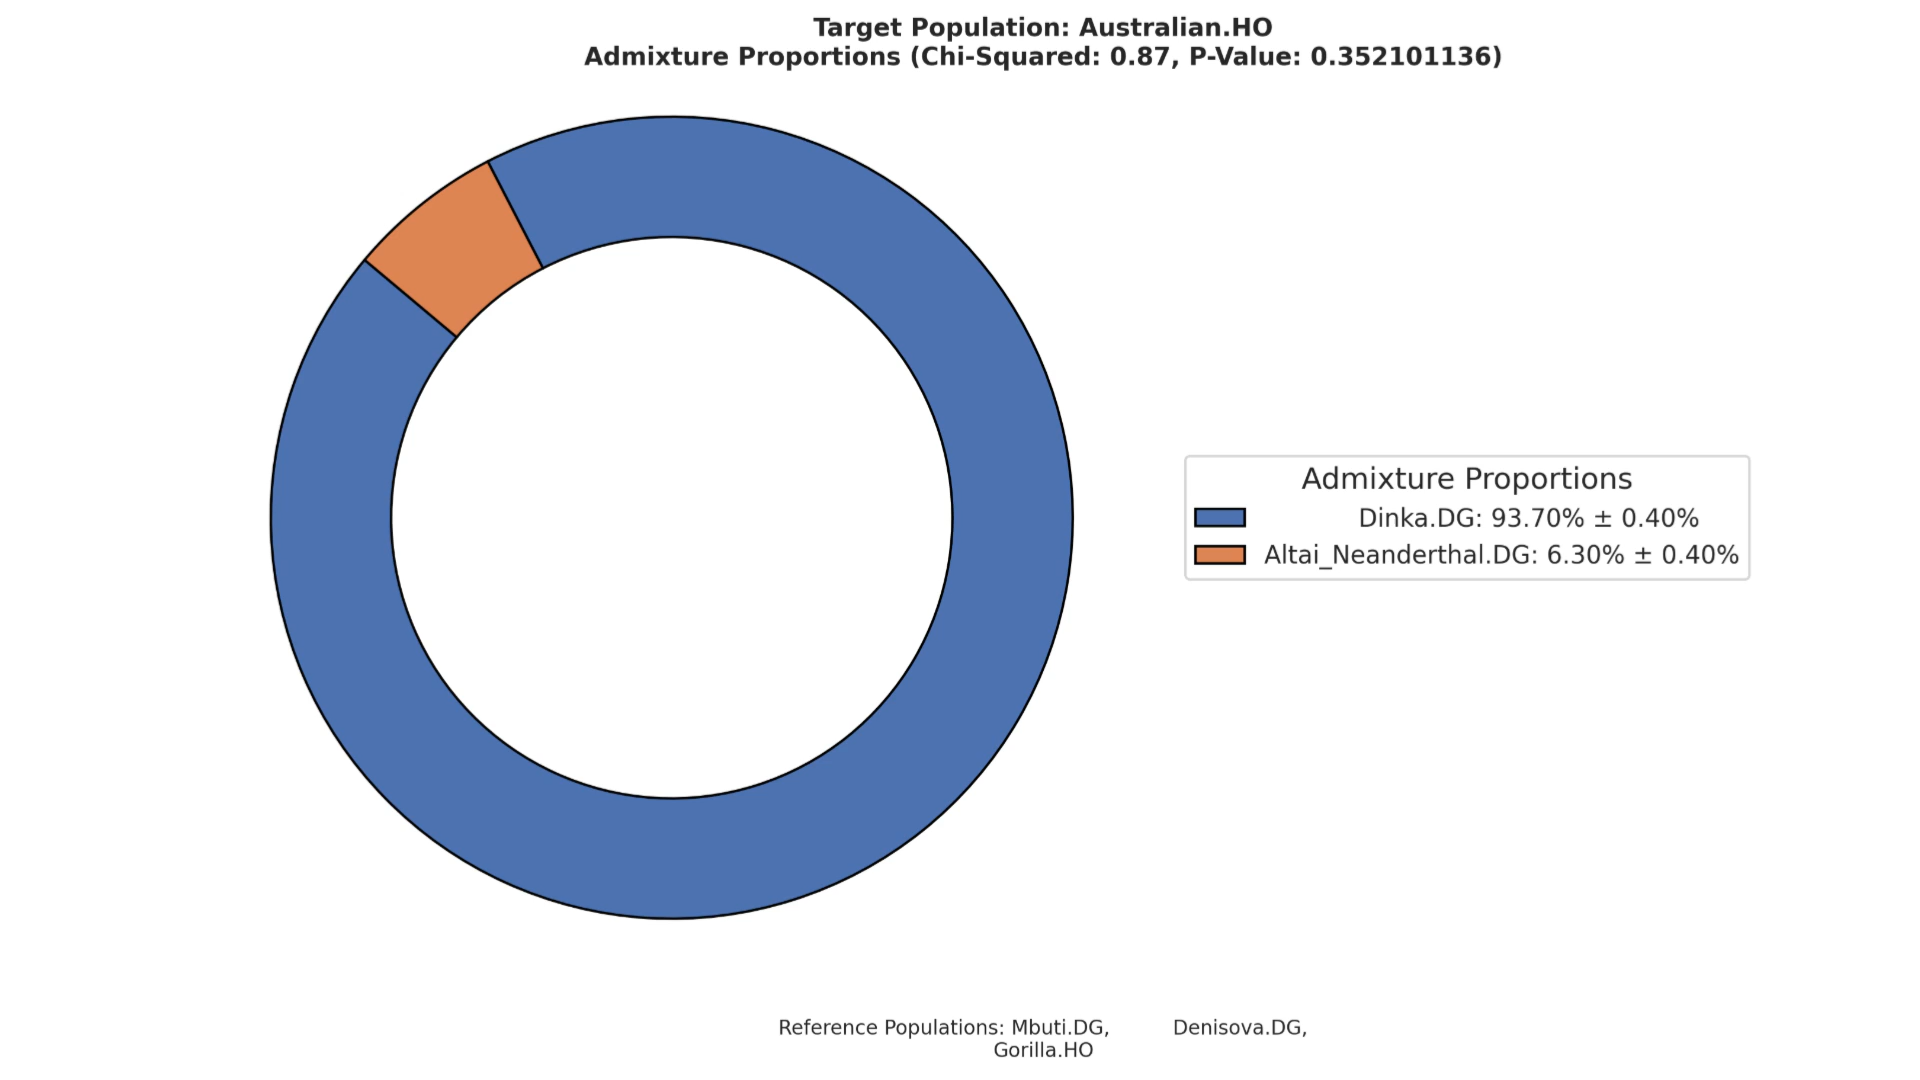 Target Population: Australian.HO
Admixture Proportions (Chi-Squared: 0.87, P-Value: 0.352101136)
Admixture Proportions
Dinka.DG: 93.70% ± 0.40%
Altai_Neanderthal.DG: 6.30% ± 0.40%
Reference Populations: Mbuti.DG, Denisova.DG,
Gorilla.HO